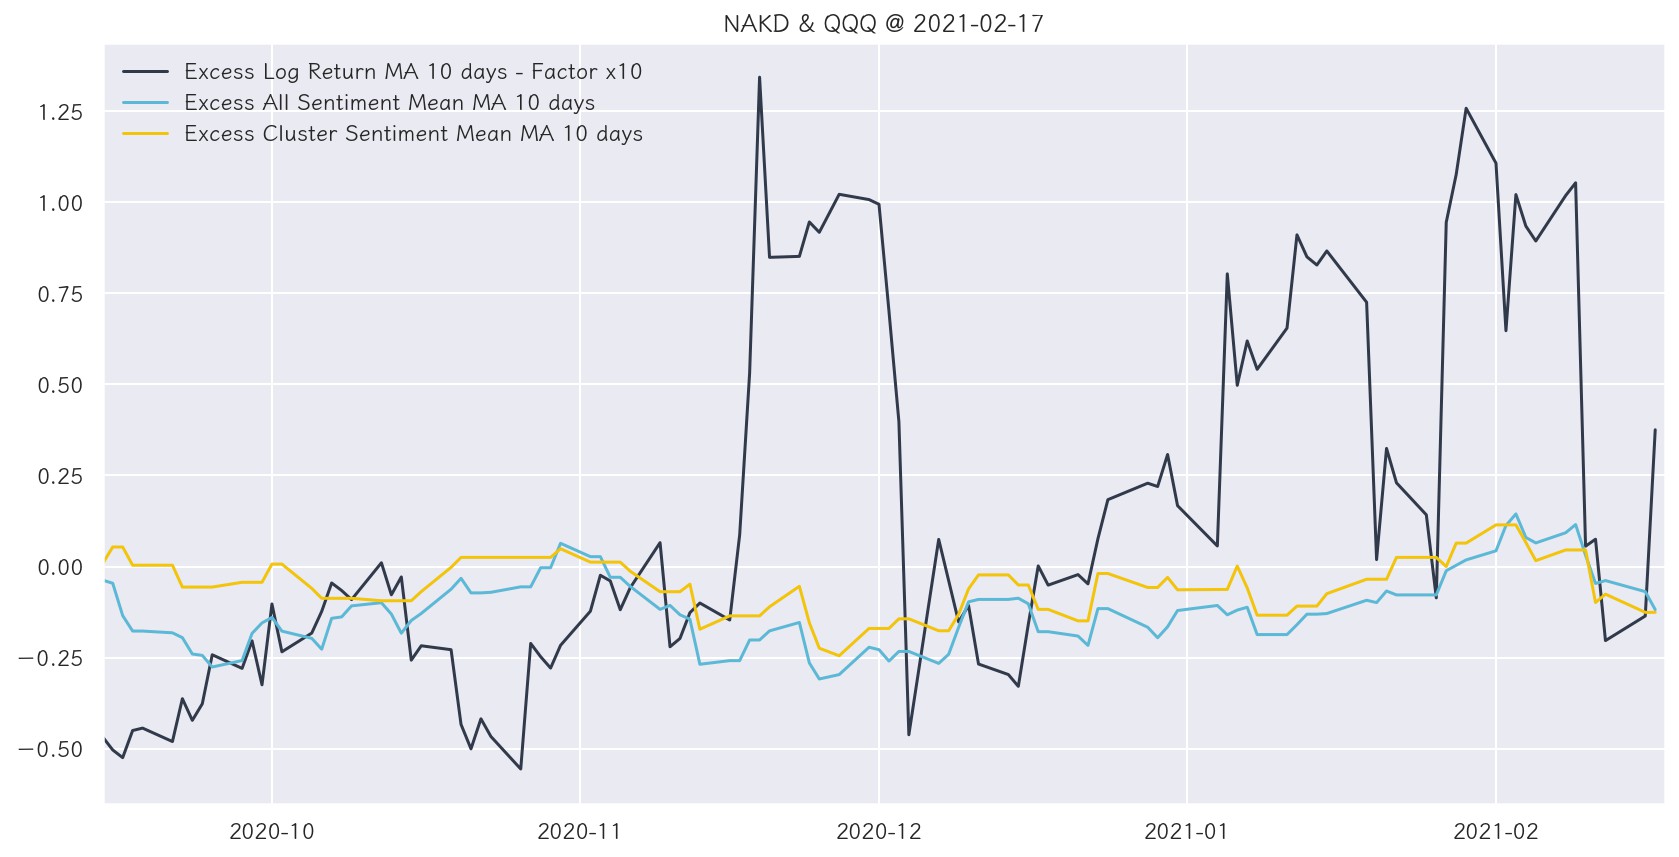 NAKD & QQQ @ 2021-02-17
Excess Log Return MA 10 days - Factor x10
Excess All Sentiment Mean MA 10 days
Excess Cluster Sentiment Mean MA 10 days
1.25
1.00
0.75
0.50
0.25
0.00
−0.25
−0.50
2020-10 2020-11 2020-12 2021-01 2021-02